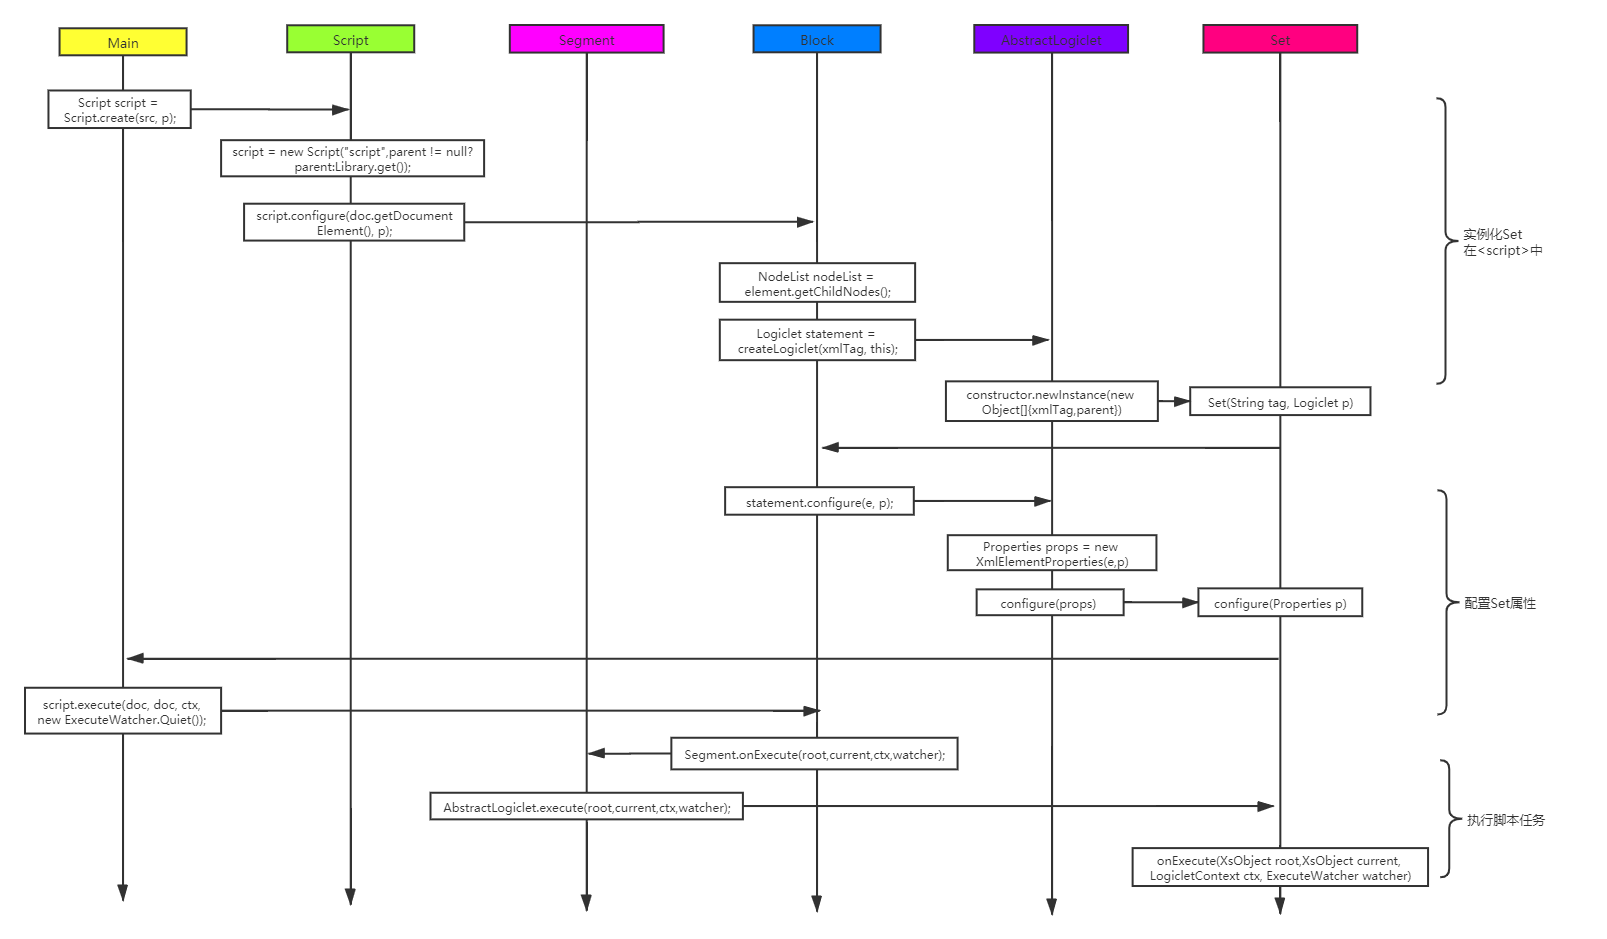 Main
Script
Segment
Block
AbstractLogiclet
Set
Script script =
Script.create(src, p);
script = new Script("script",parent != null?
parent:Library.get());
script.configure(doc.getDocument
Element(), p);
实例化Set
在<script>中
NodeList nodeList =
element.getChildNodes();
Logiclet statement =
createLogiclet(xmlTag, this);
constructor.newInstance(new
Object[]{xmlTag,parent})
Set(String tag, Logiclet p)
statement.configure(e, p);
Properties props = new
XmlElementProperties(e,p)
configure(props)
configure(Properties p)
配置Set属性
script.execute(doc, doc, ctx,
new ExecuteWatcher.Quiet());
Segment.onExecute(root,current,ctx,watcher);
AbstractLogiclet.execute(root,current,ctx,watcher);
执行脚本任务
onExecute(XsObject root,XsObject current,
LogicletContext ctx, ExecuteWatcher watcher)